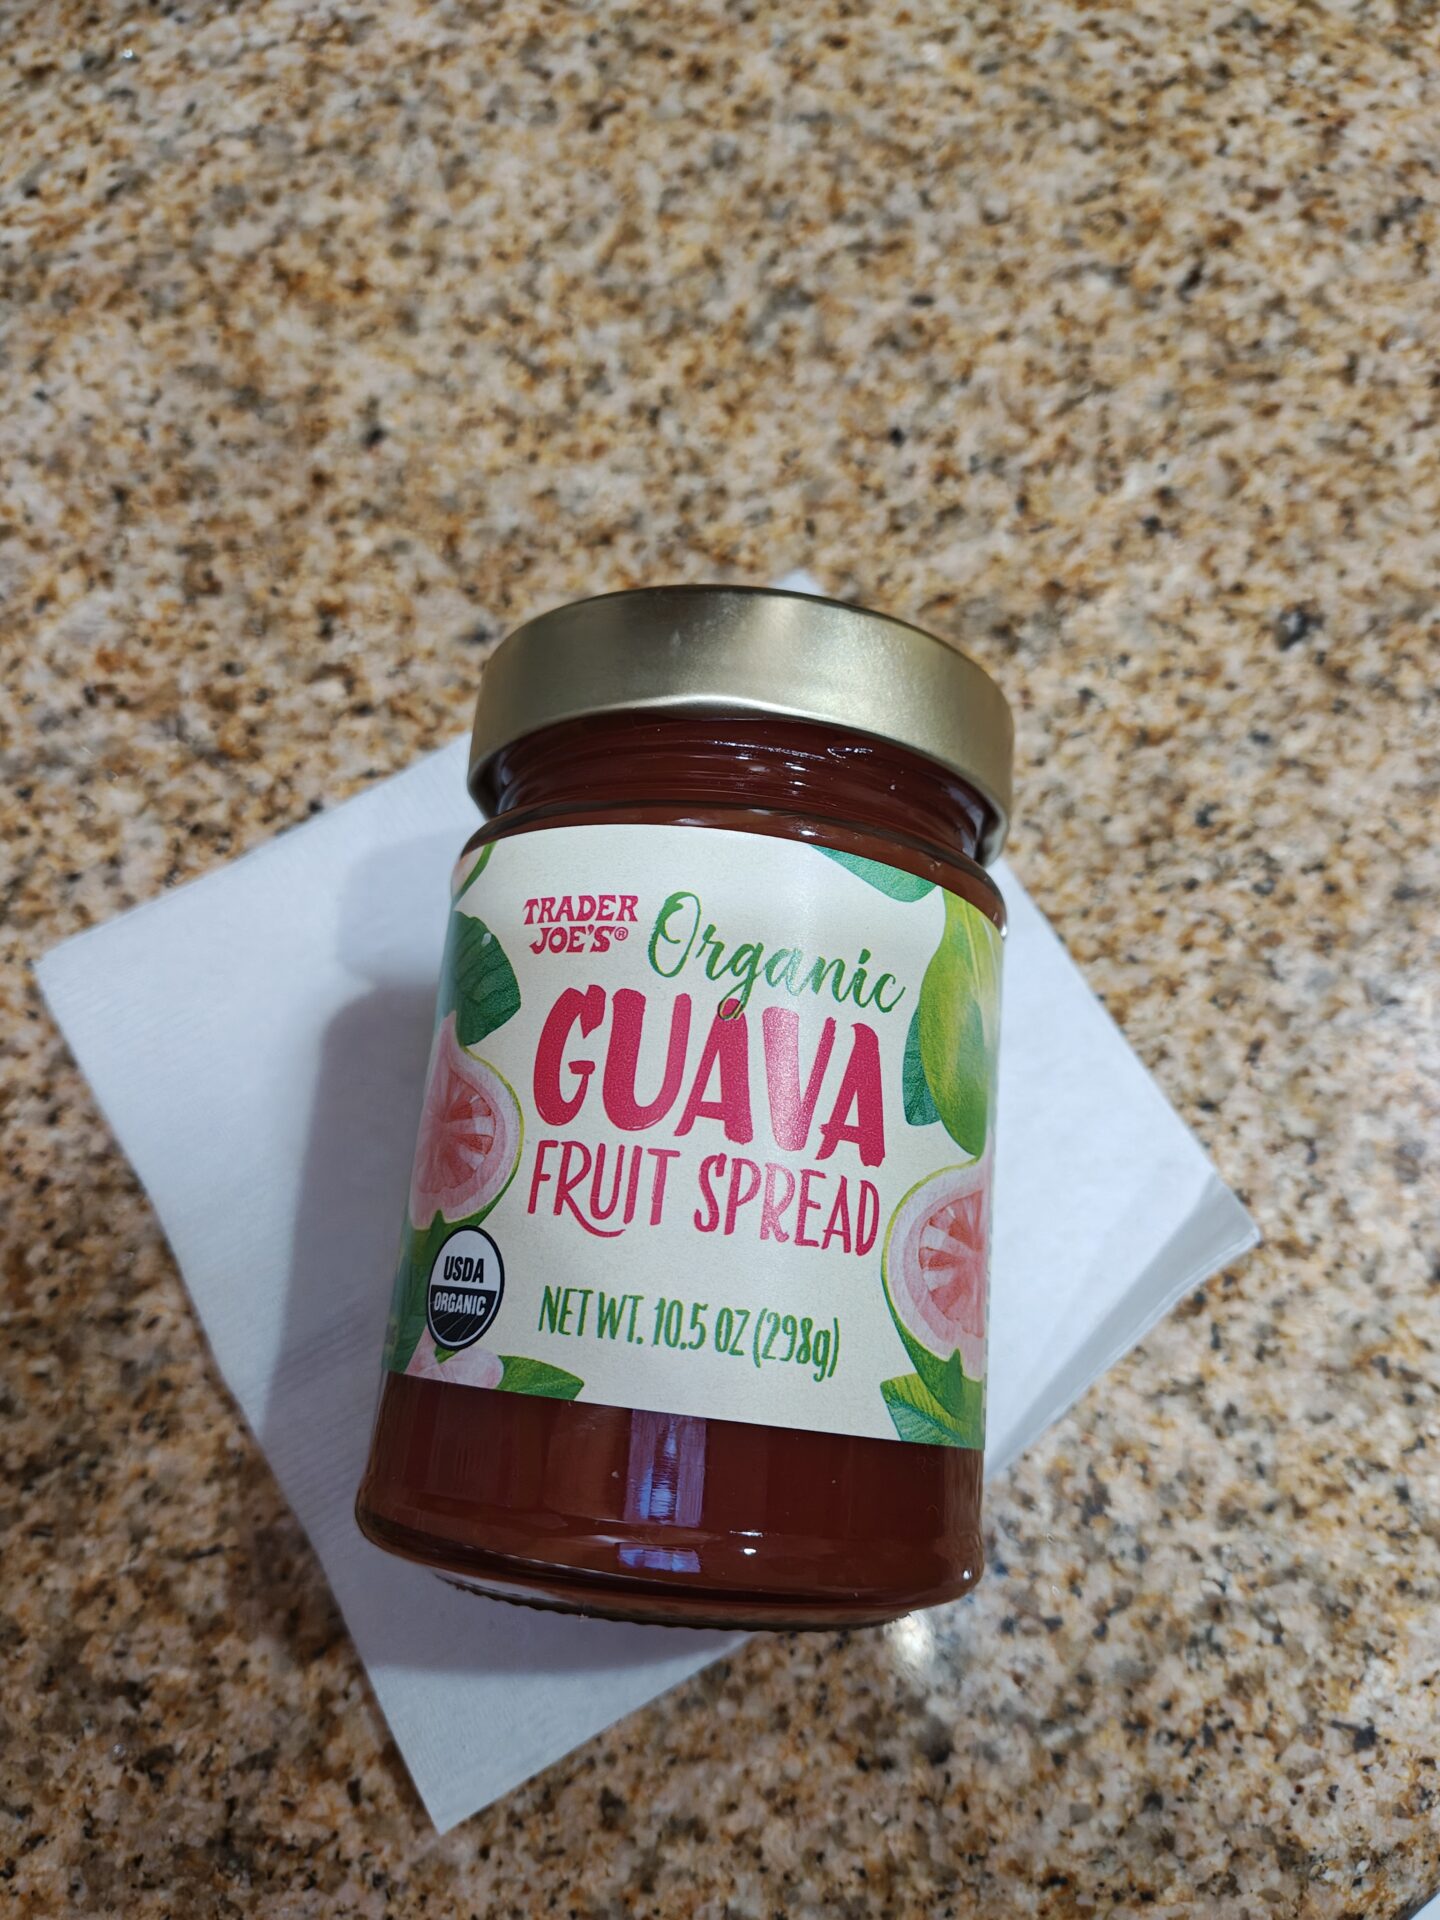 TRADER
JOE'S®
Organic
GUAVA
FRUIT SPREAD
USDA
ORGANIC
NET WT. 10.5 OZ (298g)